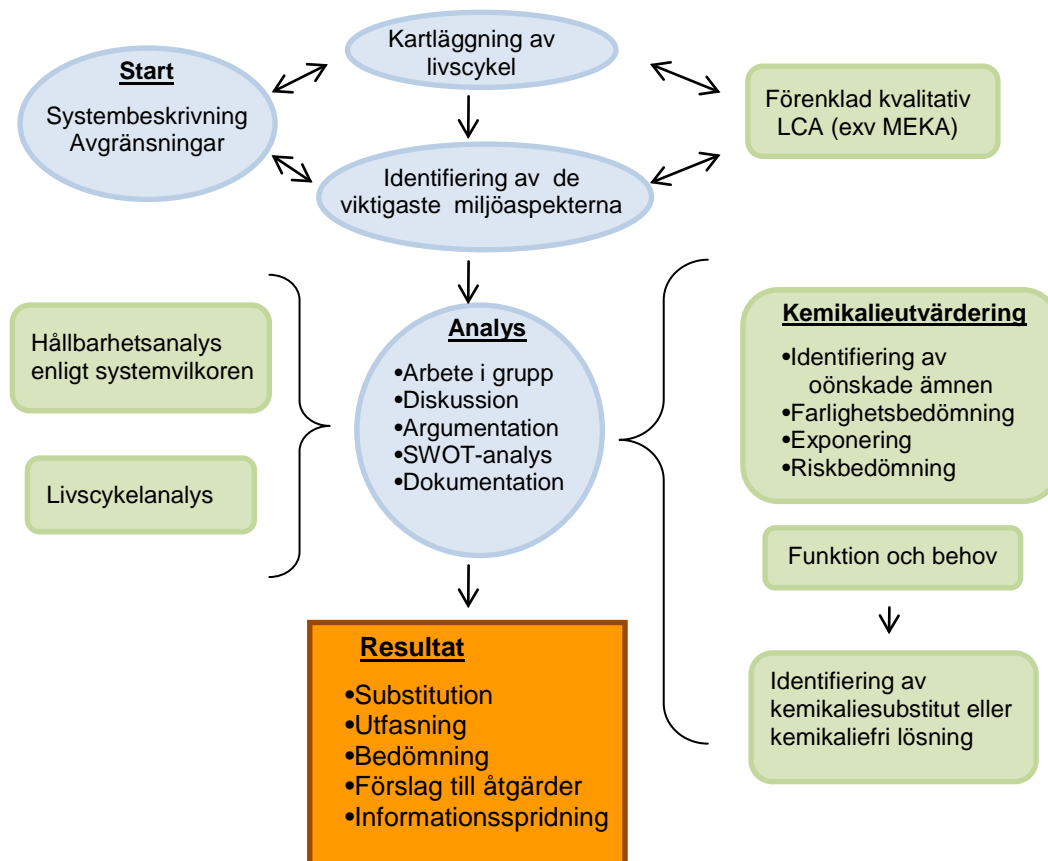 Start
Systembeskrivning
Avgränsningar
Kartläggning av
livscykel
Förenklad kvalitativ
LCA (exv MEKA)
Identifiering av de
viktigaste miljöaspekterna
Hållbarhetsanalys
enligt systemvilkoren
Livscykelanalys
Analys
•Arbete i grupp
•Diskussion
•Argumentation
•SWOT-analys
•Dokumentation
Kemikalieutvärdering
•Identifiering av
oönskade ämnen
•Farlighetsbedömning
•Exponering
•Riskbedömning
Funktion och behov
Identifiering av
kemikaliesubstitut eller
kemikaliefri lösning
Resultat
•Substitution
•Utfasning
•Bedömning
•Förslag till åtgärder
•Informationsspridning